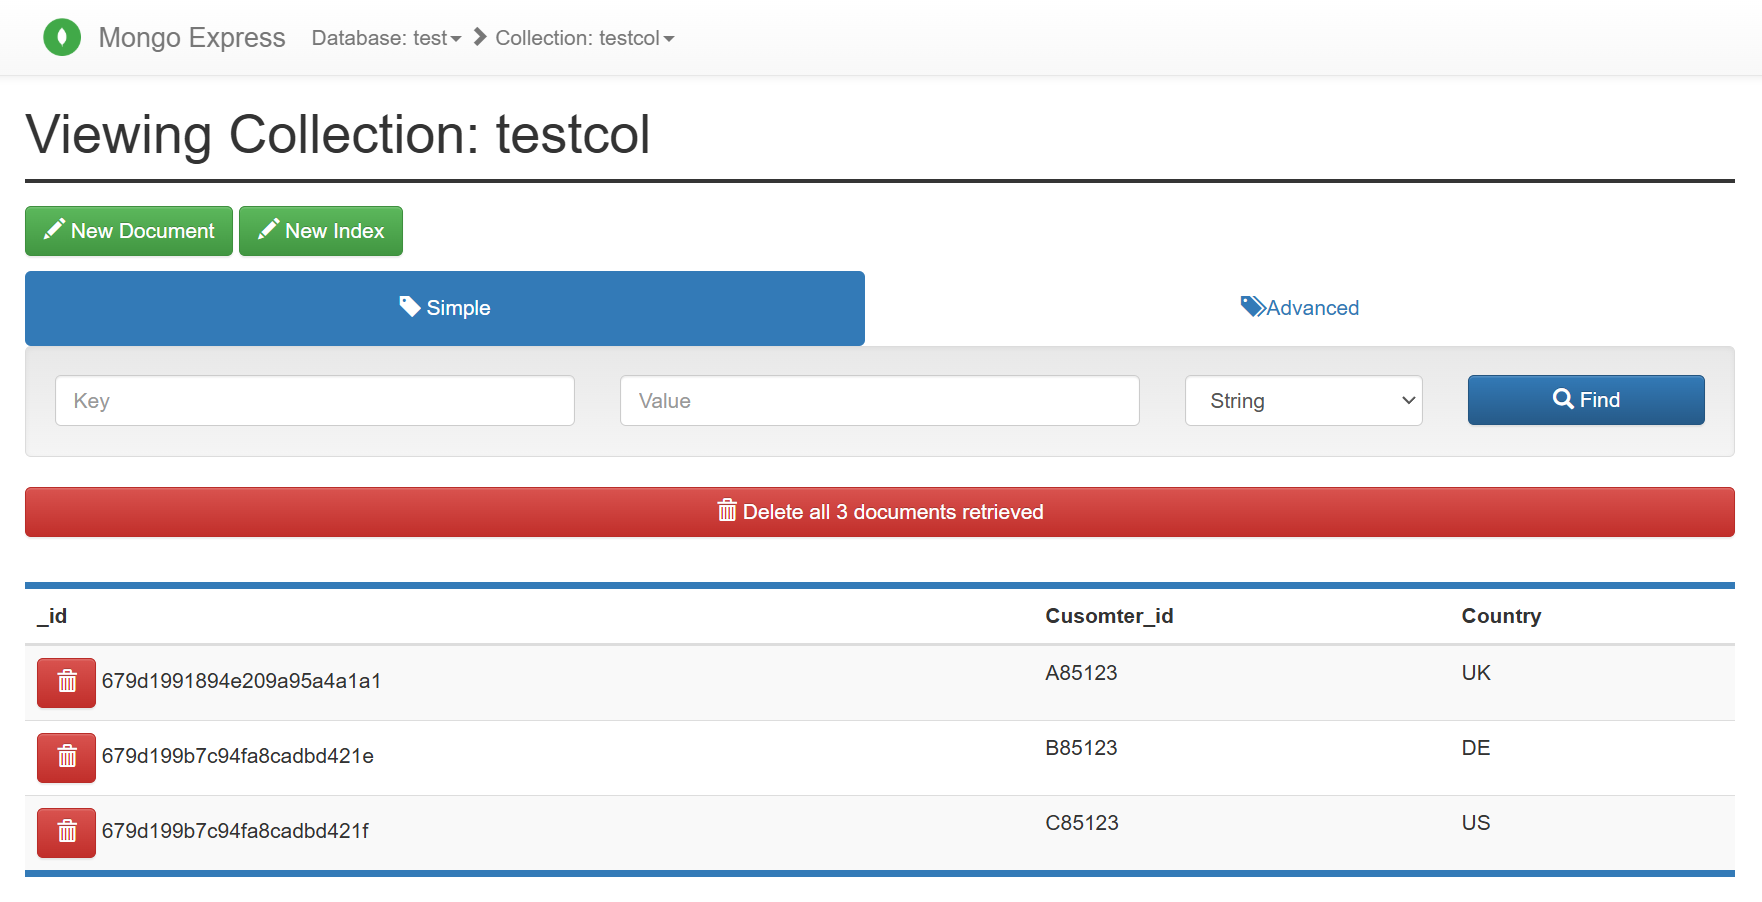 Mongo Express Database: test Collection: testcol
Viewing Collection: testcol
New Document New Index
Simple Advanced
Key Value String Find
Delete all 3 documents retrieved
_id Cusomter_id Country
679d1991894e209a95a4a1a1 A85123 UK
679d199b7c94fa8cadbd421e B85123 DE
679d199b7c94fa8cadbd421f C85123 US